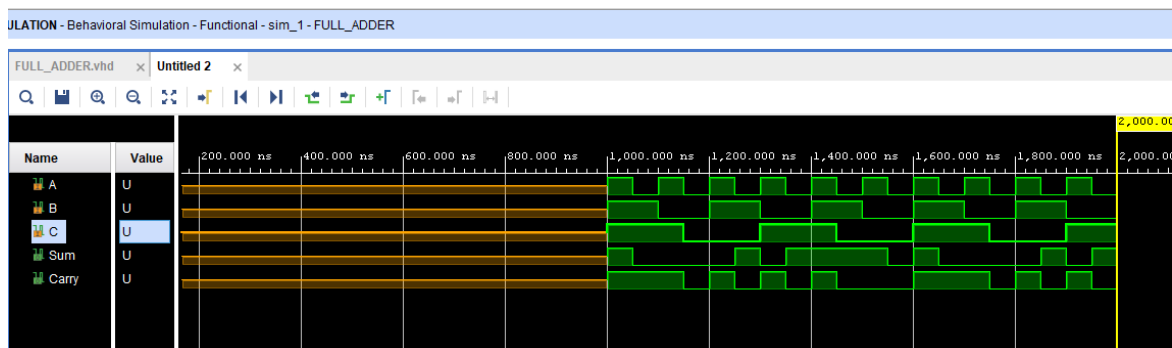 ULATION - Behavioral Simulation - Functional - sim_1 - FULL_ADDER
FULL_ADDER.vhd × Untitled 2 ×
2,000.00
Name Value 200.000 ns 400.000 ns 600.000 ns 800.000 ns 1,000.000 ns 1,200.000 ns 1,400.000 ns 1,600.000 ns 1,800.000 ns 2,000.00
A U
B U
C U
Sum U
Carry U